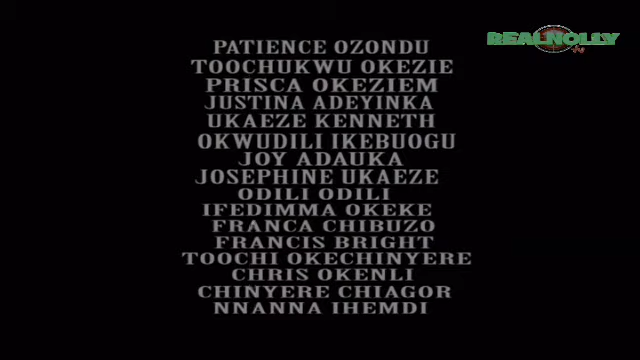 REALNOLLY
tv
PATIENCE OZONDU
TOOCHUKWU OKEZIE
PRISCA OKEZIEM
JUSTINA ADEYINKA
UKAEZE KENNETH
OKWUDILI IKEBUOGU
JOY ADAUKA
JOSEPHINE UKAEZE
ODILI ODILI
IFEDIMMA OKEKE
FRANCA CHIBUZO
FRANCIS BRIGHT
TOOCHI OKECHINYERE
CHRIS OKENLI
CHINYERE CHIAGOR
NNANNA IHEMDI